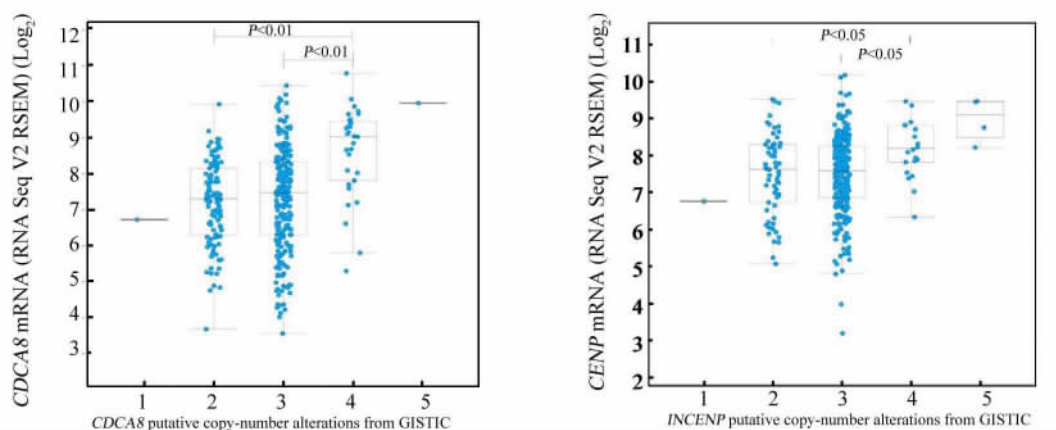 CDCA8 mRNA (RNA Seq V2 RSEM) (Log2)
12
11
10
9
8
7
6
5
4
3
P<0.01
P<0.01
1 2 3 4 5
CDCA8 putative copy-number alterations from GISTIC
CENP mRNA (RNA Seq V2 RSEM) (Log2)
11
10
9
8
7
6
5
4
3
2
P<0.05
P<0.05
1 2 3 4 5
INCENP putative copy-number alterations from GISTIC